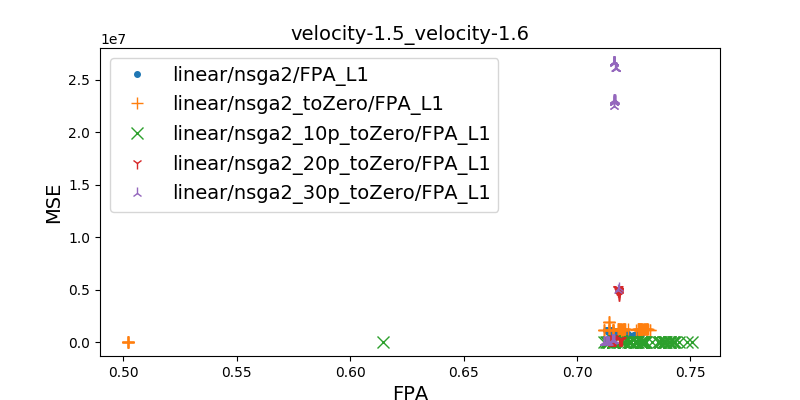 velocity-1.5_velocity-1.6
1e7
linear/nsga2/FPA_L1
linear/nsga2_toZero/FPA_L1
linear/nsga2_10p_toZero/FPA_L1
linear/nsga2_20p_toZero/FPA_L1
linear/nsga2_30p_toZero/FPA_L1
2.5
2.0
1.5
1.0
0.5
0.0
MSE
0.50
0.55
0.60
0.65
0.70
0.75
FPA